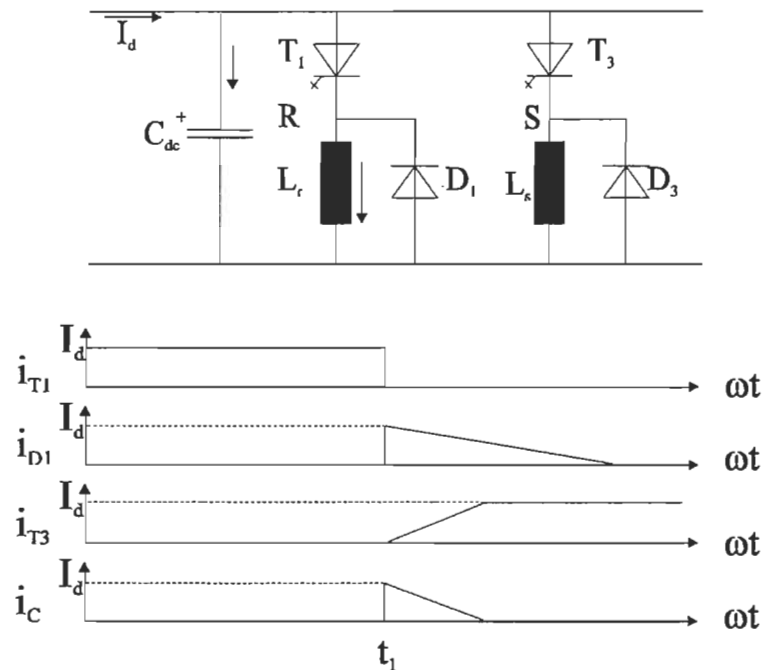 I_d
T_1
T_3
C_dc
+
R
S
L_r
D_1
L_s
D_3
I_d
i_T1
ωt
I_d
i_D1
ωt
I_d
i_T3
ωt
I_d
i_C
ωt
t_1